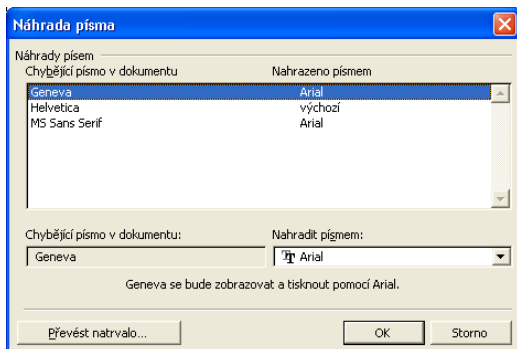 Náhrada písma
Náhrady písem
Chybějící písmo v dokumentu Nahrazeno písmem
Geneva Arial
Helvetica výchozí
MS Sans Serif Arial
Chybějící písmo v dokumentu: Nahradit písmem:
Geneva Arial
Geneva se bude zobrazovat a tisknout pomocí Arial.
Převést natrvalo... OK Storno